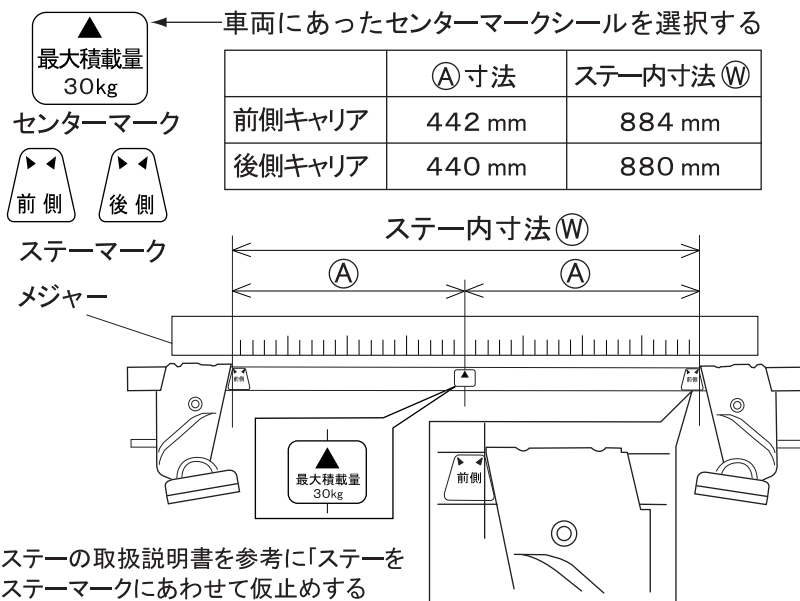 車両にあったセンターマークシールを選択する
▲
最大積載量
30kg
センターマーク
前側
後側
ステーマーク
Ⓐ寸法 ステー内寸法Ⓦ
前側キャリア 442 mm 884 mm
後側キャリア 440 mm 880 mm
ステー内寸法Ⓦ
Ⓐ Ⓐ
メジャー
前側
前側
最大積載量
30kg
前側
ステーの取扱説明書を参考に「ステーを
ステーマークにあわせて仮止めする